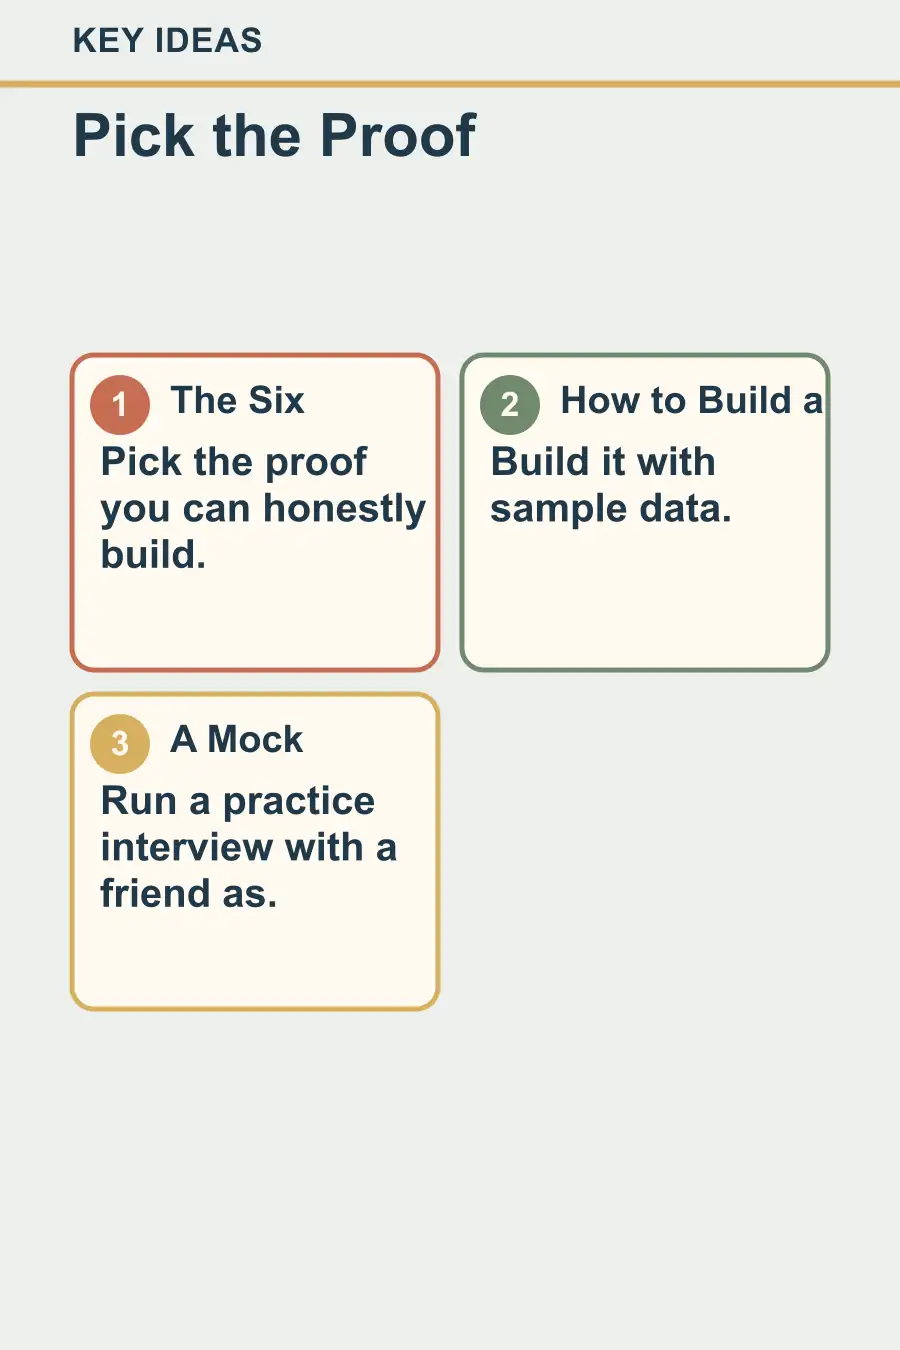 KEY IDEAS
Pick the Proof
1 The Six
Pick the proof
you can honestly
build.
2 How to Build a
Build it with
sample data.
3 A Mock
Run a practice
interview with a
friend as.